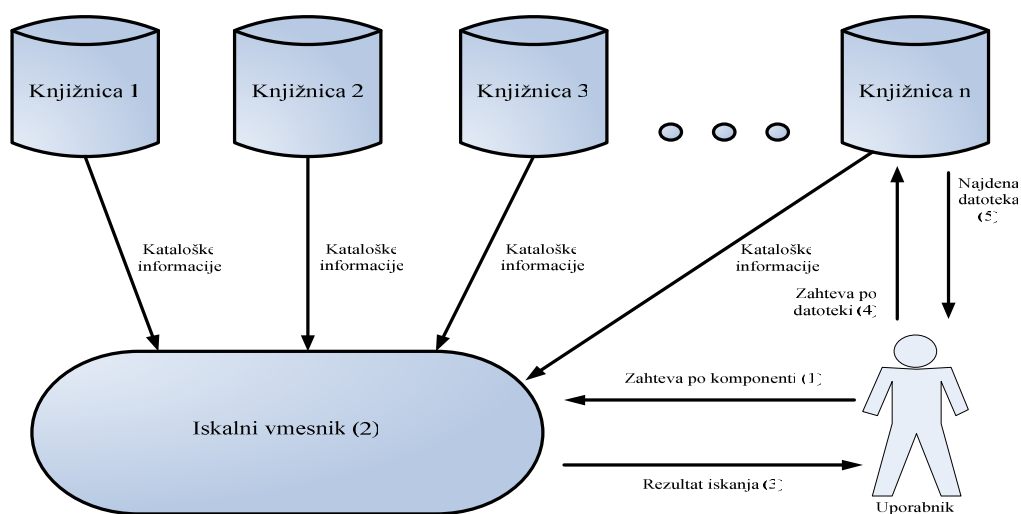 Knjižnica 1
Knjižnica 2
Knjižnica 3
Knjižnica n
Najdena
datoteka
(5)
Kataloške
informacije
Kataloške
informacije
Kataloške
informacije
Kataloške
informacije
Zahteva po
datoteki (4)
Zahteva po komponenti (1)
Iskalni vmesnik (2)
Rezultat iskanja (3)
Uporabnik